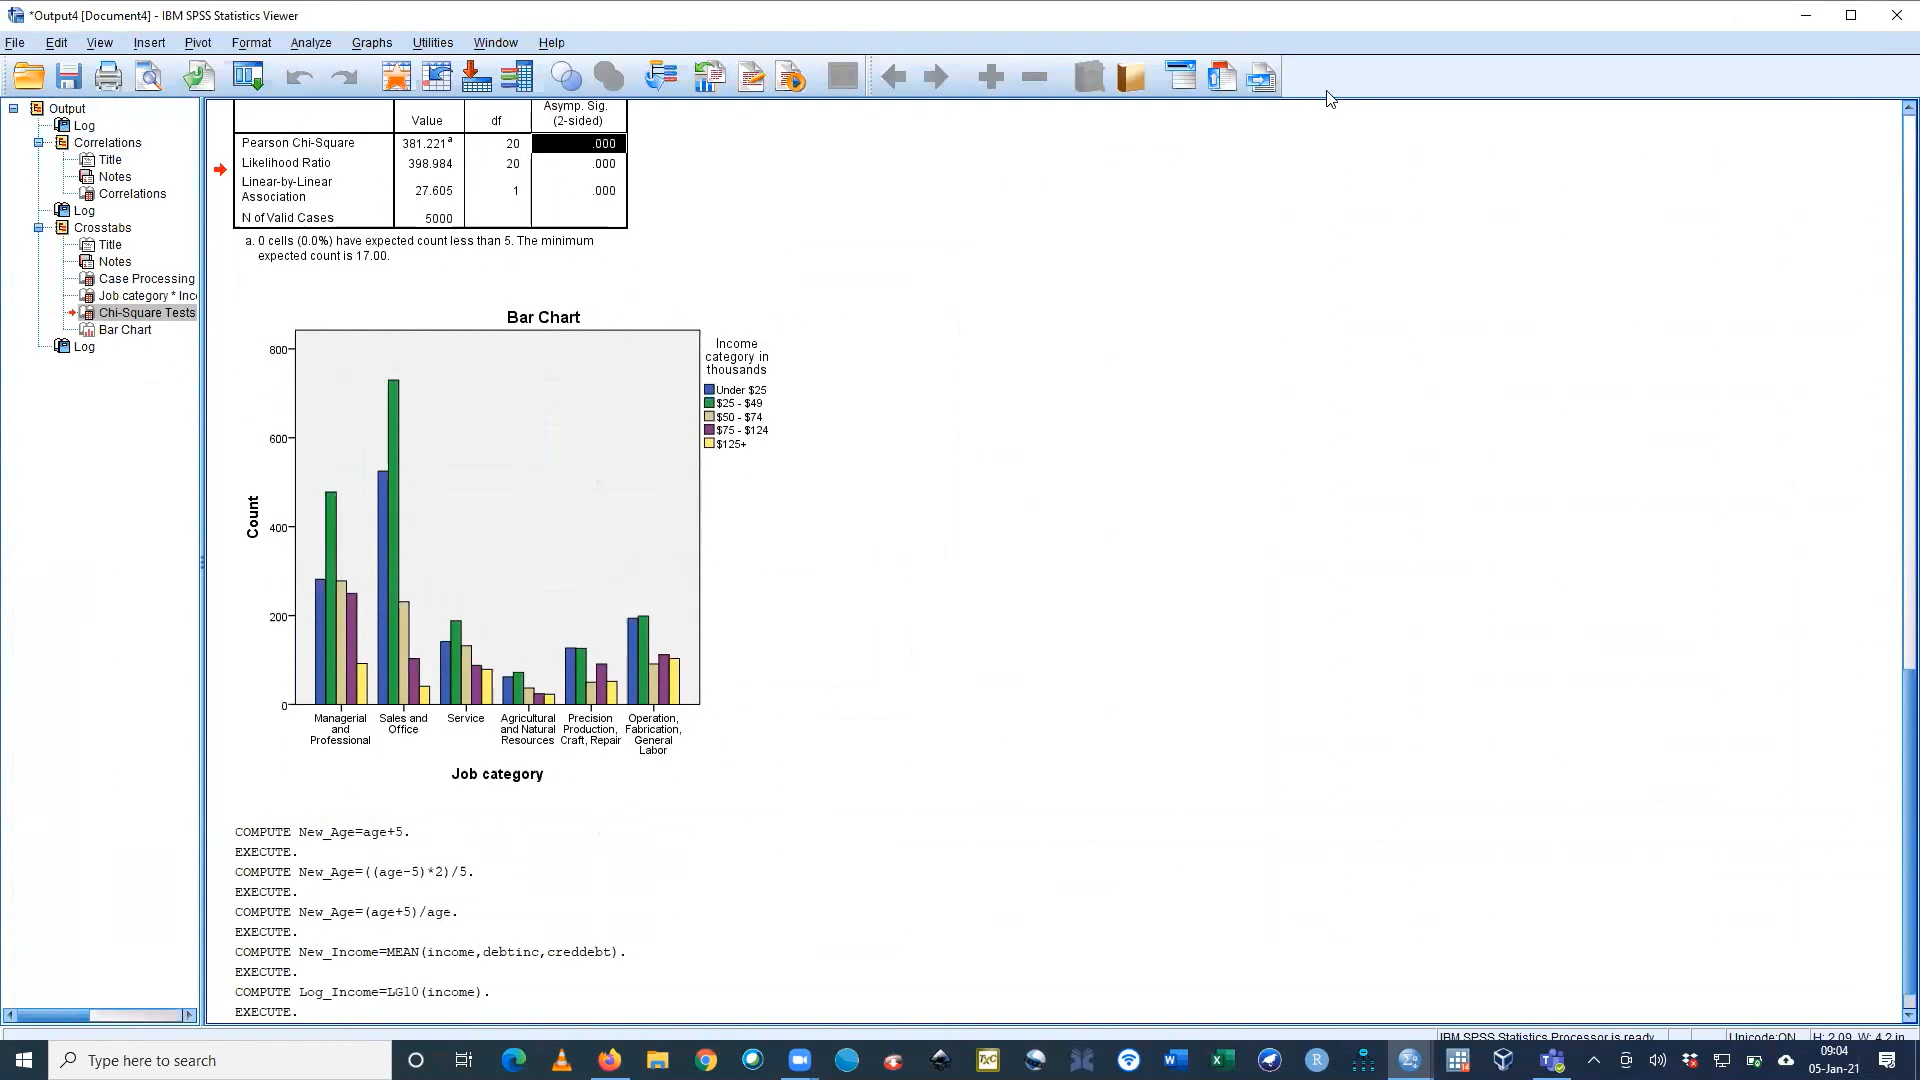 *Output4 [Document4] - IBM SPSS Statistics Viewer
File Edit View Insert Pivot Format Analyze Graphs Utilities Window Help
Output
Log
Correlations
Title
Notes
Correlations
Log
Crosstabs
Title
Notes
Case Processing
Job category * Inc
Chi-Square Tests
Bar Chart
Log
Value df Asymp. Sig. (2-sided)
Pearson Chi-Square 381.221a 20 .000
Likelihood Ratio 398.984 20 .000
Linear-by-Linear Association 27.605 1 .000
N of Valid Cases 5000
a. 0 cells (0.0%) have expected count less than 5. The minimum
expected count is 17.00.
Bar Chart
800
600
400
200
0
Count
Income
category in
thousands
Under $25
$25 - $49
$50 - $74
$75 - $124
$125+
Managerial and Professional
Sales and Office
Service
Agricultural and Natural Resources
Precision Production, Craft, Repair
Operation, Fabrication, General Labor
Job category
COMPUTE New_Age=age+5.
EXECUTE.
COMPUTE New_Age=((age-5)*2)/5.
EXECUTE.
COMPUTE New_Age=(age+5)/age.
EXECUTE.
COMPUTE New_Income=MEAN(income,debtinc,creddebt).
EXECUTE.
COMPUTE Log_Income=LG10(income).
EXECUTE.
IBM SPSS Statistics Processor is ready Unicode:ON H: 2.09, W: 4.2 in
Type here to search
09:04
05-Jan-21